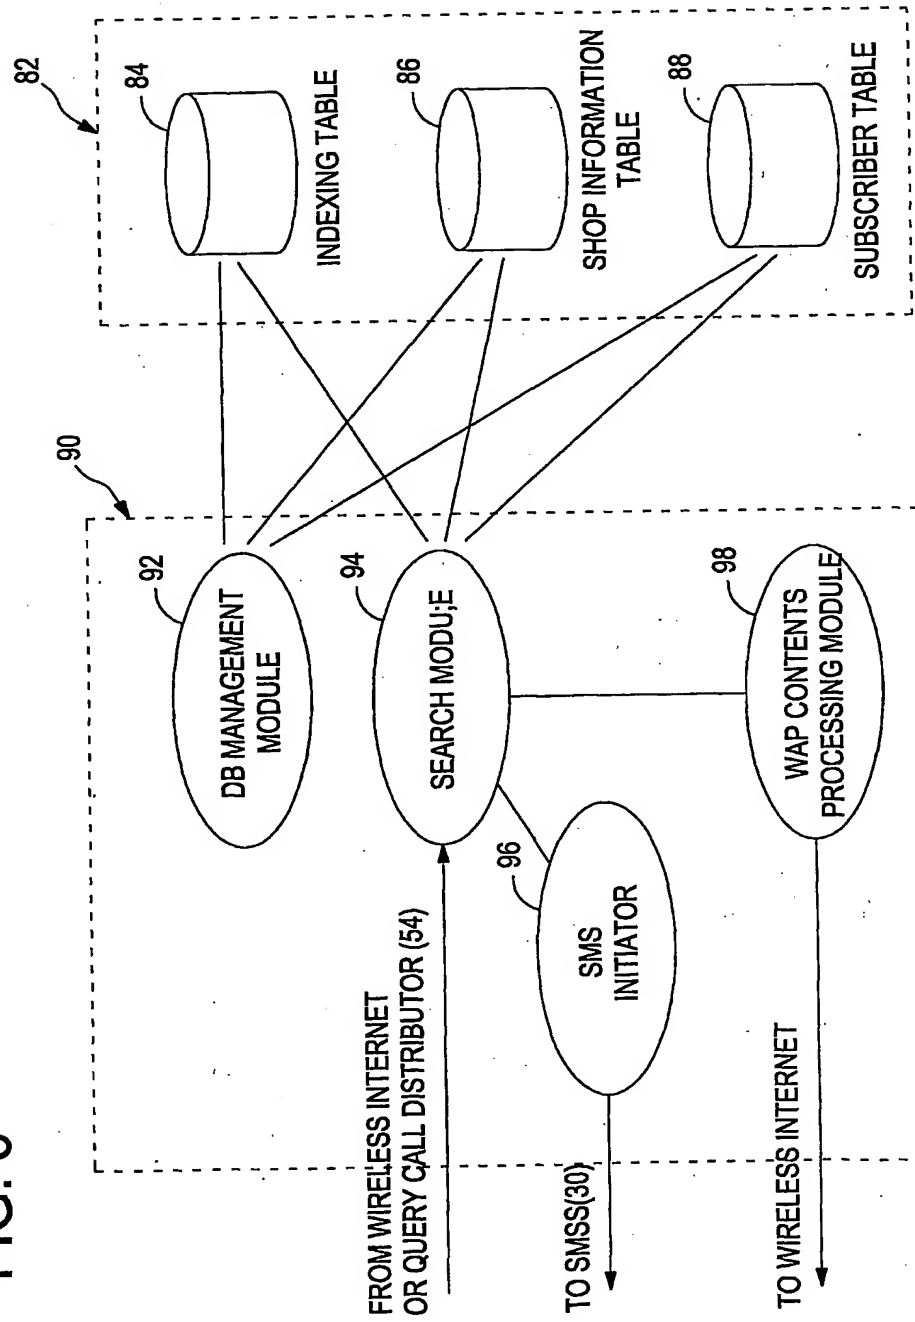 FIG.
82
90
84
92
DB MANAGEMENT
MODULE
INDEXING TABLE
94
FROM WIRELESS INTERNET
OR QUERY CALL DISTRIBUTOR (54)
SEARCH MODU;E
86
96
SHOP INFORMATION
TABLE
TO SMSS(30)
SMS
INITIATOR
88
98
TO WIRELESS INTERNET
WAP CONTENTS
PROCESSING MODULE
SUBSCRIBER TABLE